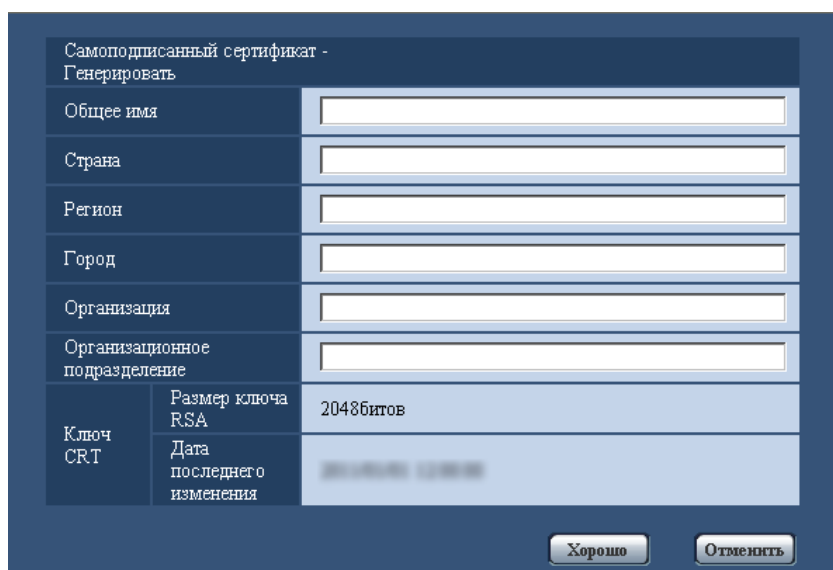 Самоподписанный сертификат -
Генерировать
Общее имя
Страна
Регион
Город
Организация
Организационное
подразделение
Ключ
CRT
Размер ключа
RSA
2048битов
Дата
последнего
изменения
Хорошо
Отменить